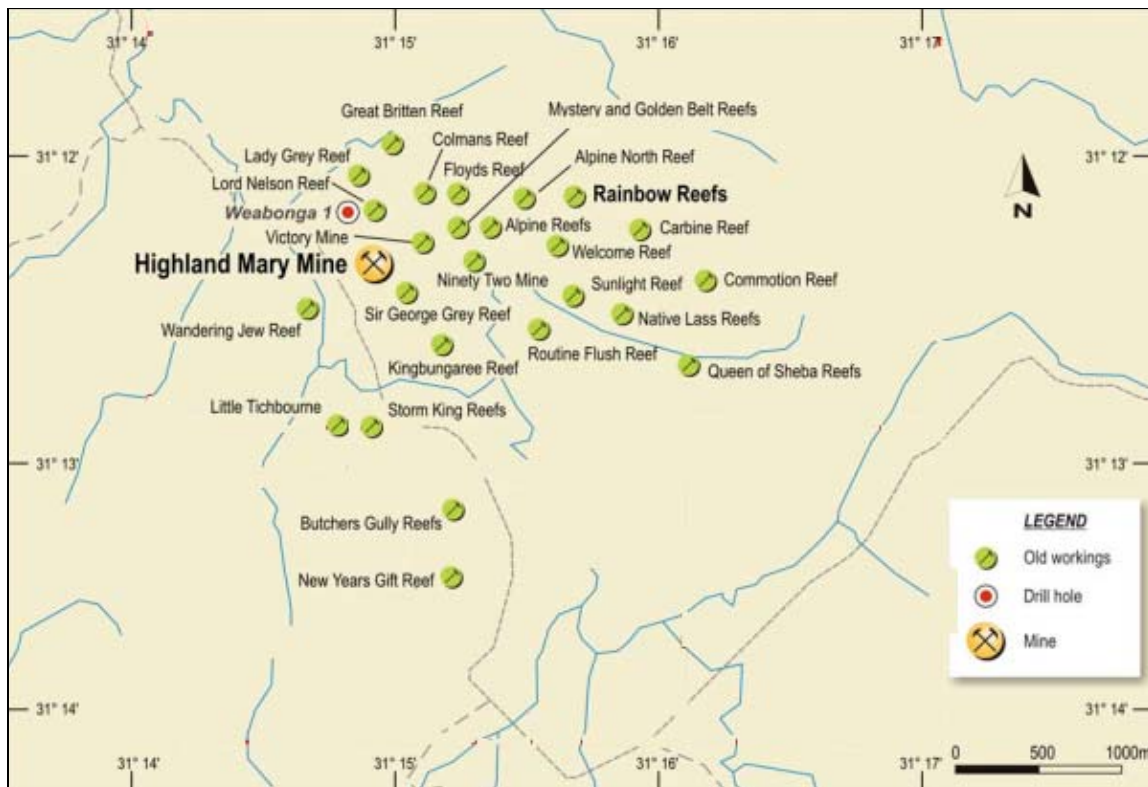 31° 14'
31° 15'
31° 16'
31° 17'
Great Britten Reef
Mystery and Golden Belt Reefs
Colmans Reef
31° 12'
31° 12'
Lady Grey Reef
Floyds Reef
Alpine North Reef
Lord Nelson Reef
Rainbow Reefs
Weabonga 1
N
Victory Mine
Alpine Reefs
Carbine Reef
Welcome Reef
Highland Mary Mine
Ninety Two Mine
Sunlight Reef
Commotion Reef
Wandering Jew Reef
Sir George Grey Reef
Native Lass Reefs
Routine Flush Reef
Kingbungaree Reef
Queen of Sheba Reefs
Little Tichbourne
Storm King Reefs
31° 13'
31° 13'
Butchers Gully Reefs
LEGEND
Old workings
New Years Gift Reef
Drill hole
Mine
31° 14'
31° 14'
0
500
1000m
31° 14'
31° 15'
31° 16'
31° 17'